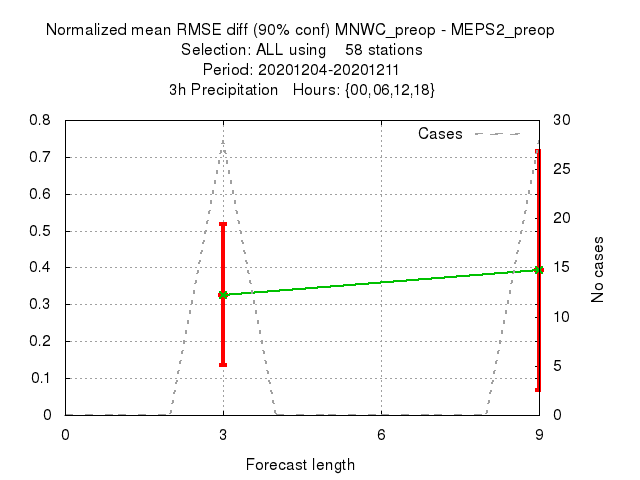 Normalized mean RMSE diff (90% conf) MNWC_preop - MEPS2_preop
Selection: ALL using 58 stations
Period: 20201204-20201211
3h Precipitation Hours: {00,06,12,18}
Cases
0.8
0.7
0.6
0.5
0.4
0.3
0.2
0.1
0
30
25
20
15
10
5
0
No cases
0 3 6 9
Forecast length